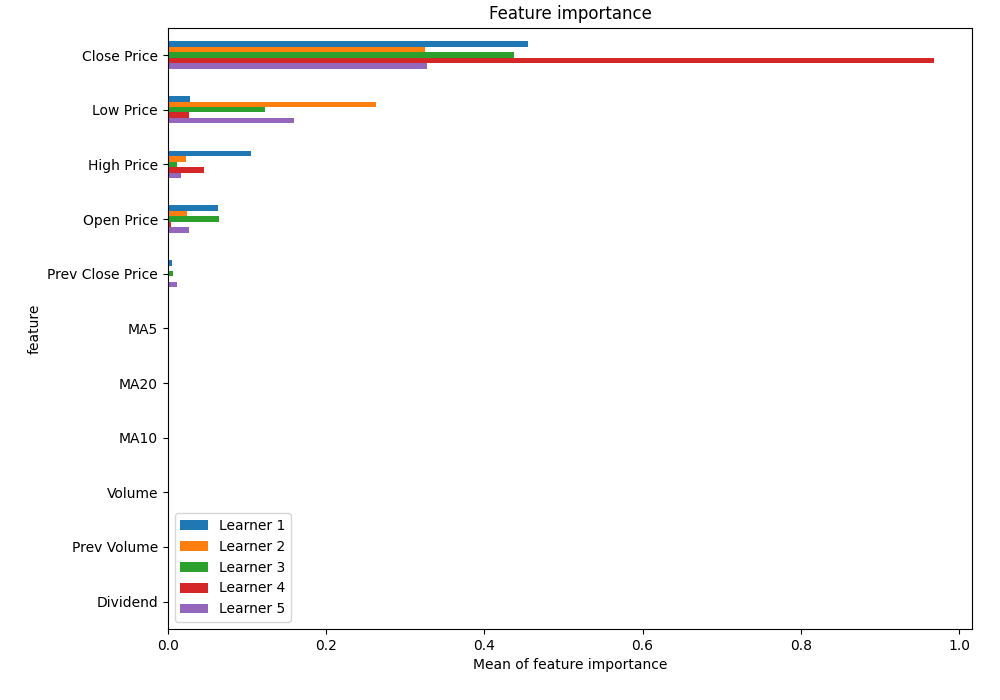 Feature importance
Close Price
Low Price
High Price
Open Price
Prev Close Price
MA5
MA20
MA10
Volume
Prev Volume
Dividend
feature
Learner 1
Learner 2
Learner 3
Learner 4
Learner 5
0.0 0.2 0.4 0.6 0.8 1.0
Mean of feature importance